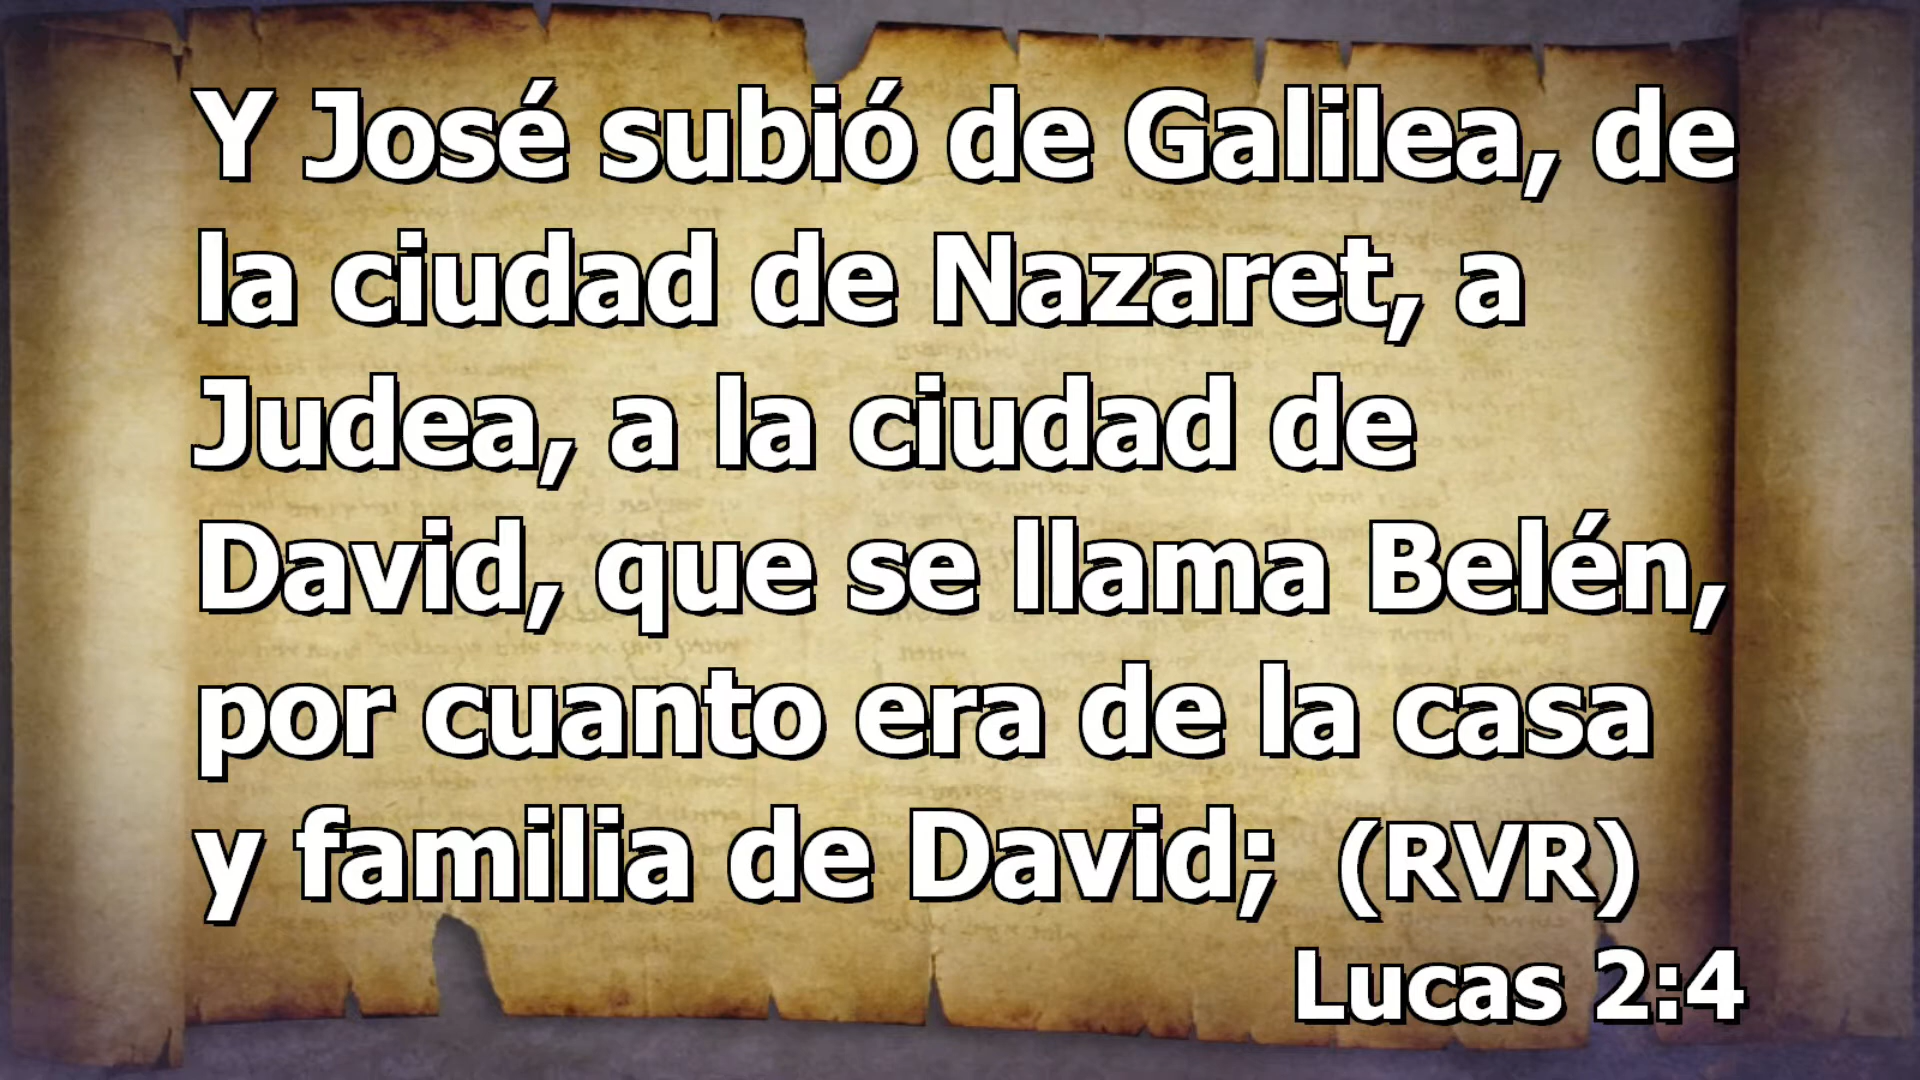 Y José subió de Galilea, de
la ciudad de Nazaret, a
Judea, a la ciudad de
David, que se llama Belén,
por cuanto era de la casa
y familia de David; (RVR)
Lucas 2:4